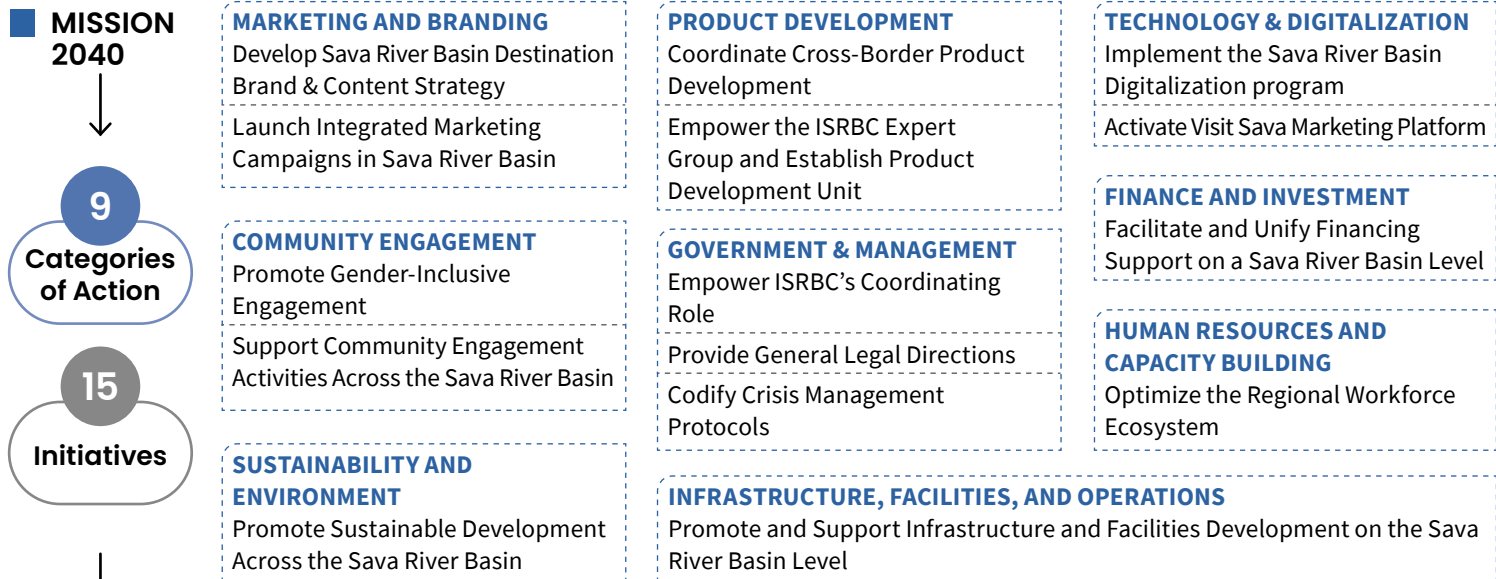 MISSION
2040
9
Categories
of Action
15
Initiatives
MARKETING AND BRANDING
Develop Sava River Basin Destination
Brand & Content Strategy
Launch Integrated Marketing
Campaigns in Sava River Basin
COMMUNITY ENGAGEMENT
Promote Gender-Inclusive
Engagement
Support Community Engagement
Activities Across the Sava River Basin
SUSTAINABILITY AND
ENVIRONMENT
Promote Sustainable Development
Across the Sava River Basin
PRODUCT DEVELOPMENT
Coordinate Cross-Border Product
Development
Empower the ISRBC Expert
Group and Establish Product
Development Unit
GOVERNMENT & MANAGEMENT
Empower ISRBC’s Coordinating
Role
Provide General Legal Directions
Codify Crisis Management
Protocols
TECHNOLOGY & DIGITALIZATION
Implement the Sava River Basin
Digitalization program
Activate Visit Sava Marketing Platform
FINANCE AND INVESTMENT
Facilitate and Unify Financing
Support on a Sava River Basin Level
HUMAN RESOURCES AND
CAPACITY BUILDING
Optimize the Regional Workforce
Ecosystem
INFRASTRUCTURE, FACILITIES, AND OPERATIONS
Promote and Support Infrastructure and Facilities Development on the Sava
River Basin Level